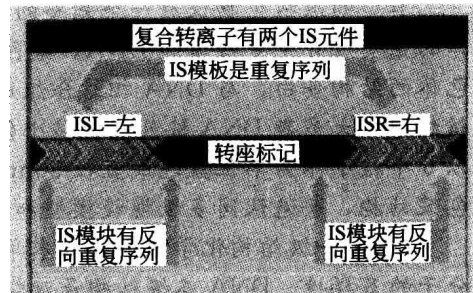 复合转离子有两个IS元件
IS模板是重复序列
ISL=左
ISR=右
转座标记
IS模块有反
向重复序列
IS模块有反
向重复序列